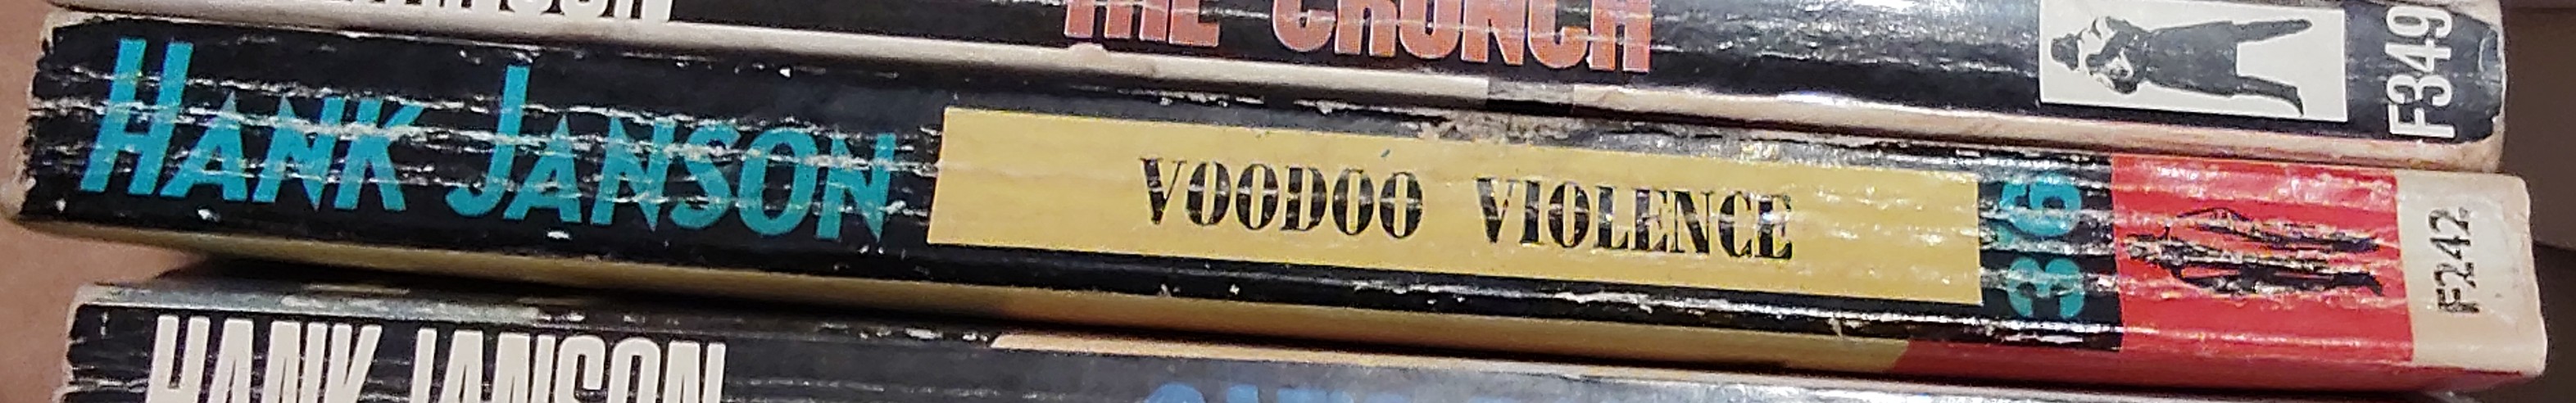 THE CRUNCH
F349
HANK JANSON
VOODOO VIOLENCE
3/6
F242
HANK JANSON